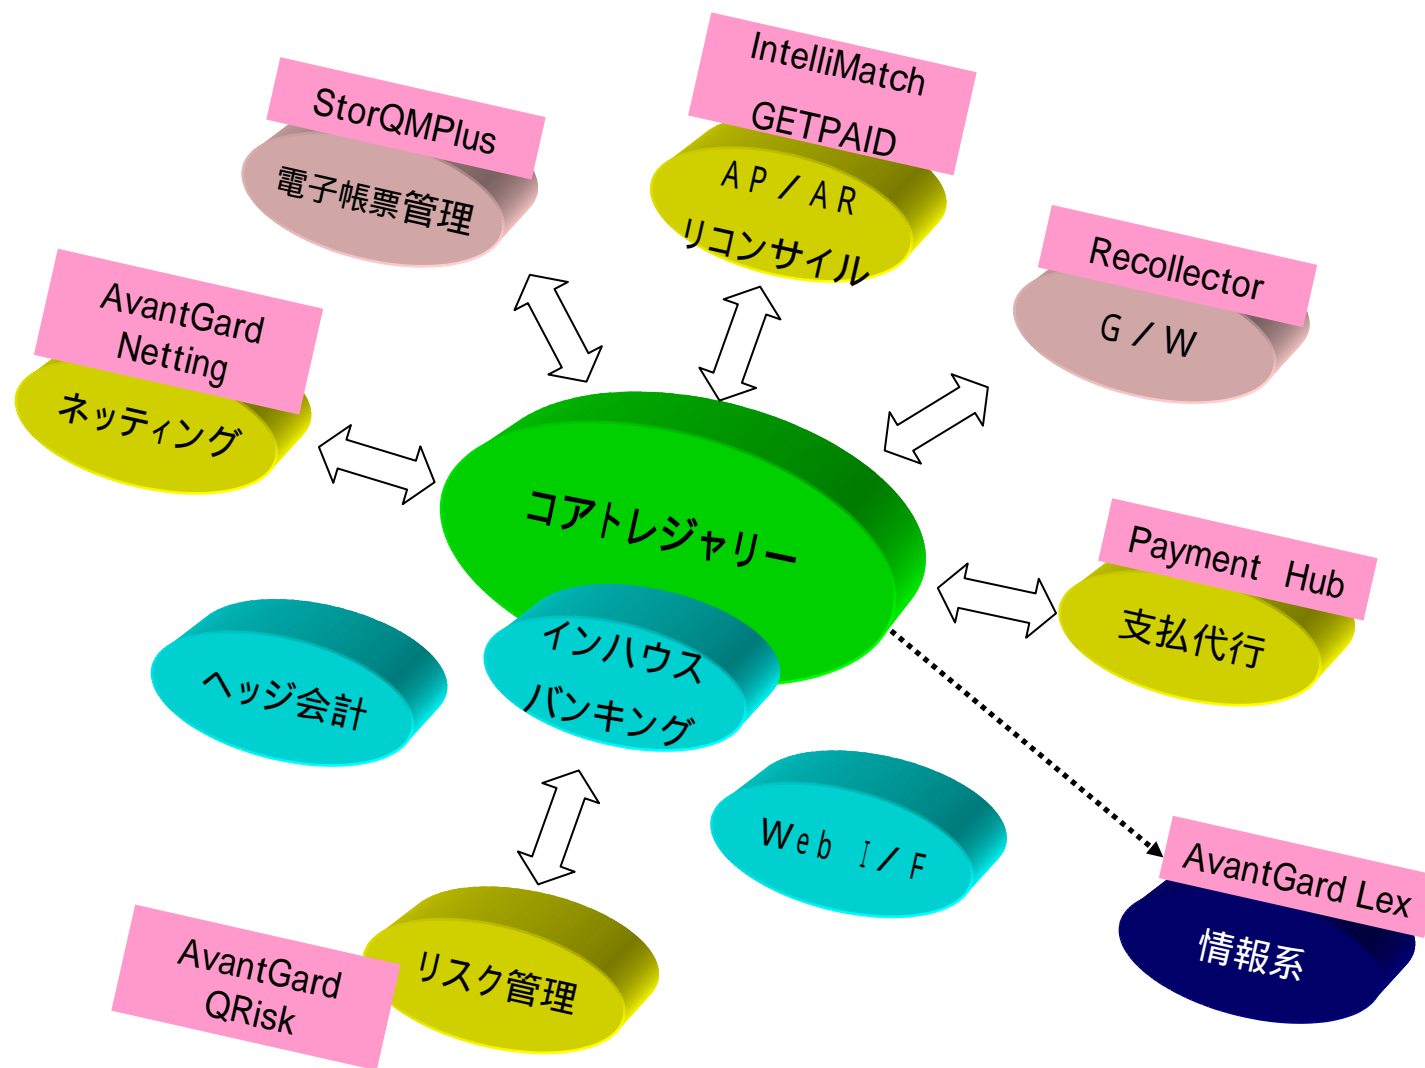 IntelliMatch
GETPAID
ＡＰ／ＡＲ
リコンサイル
StorQMPlus
電子帳票管理
Recollector
Ｇ／Ｗ
AvantGard
Netting
ネッティング
コアトレジャリー
Payment Hub
支払代行
インハウス
バンキング
ヘッジ会計
Ｗｅｂ Ｉ／Ｆ
AvantGard Lex
情報系
AvantGard
QRisk
リスク管理